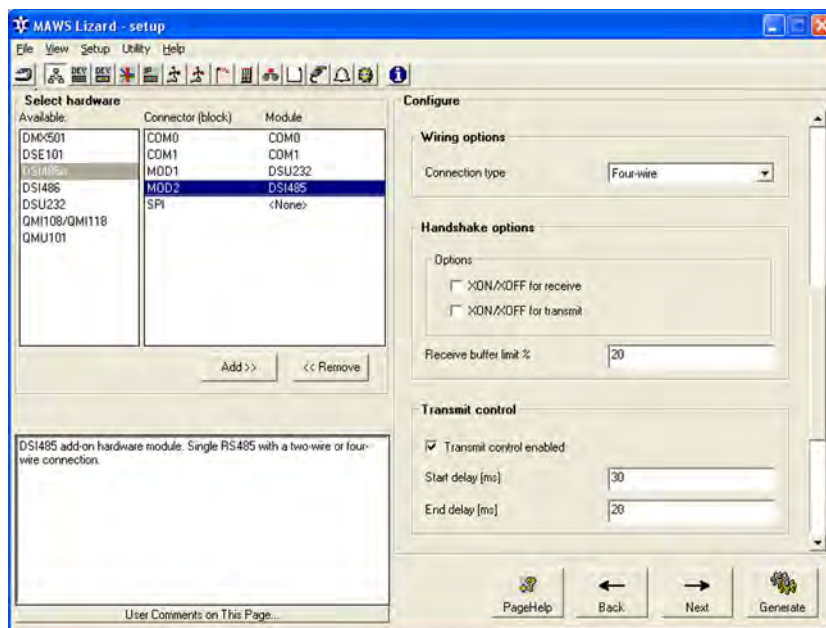 MAWS Lizard - setup
File View Setup Utility Help
Select hardware
Available:
DMX501
DSE101
DSI485a
DSI486
DSU232
QMI108/QMI118
QMU101
Connector (block) Module
COM0 COM0
COM1 COM1
MOD1 DSU232
MOD2 DSI485
SPI <None>
Add >>
<< Remove
DSI485 add-on hardware module. Single RS485 with a two-wire or four-
wire connection.
User Comments on This Page...
Configure
Wiring options
Connection type Four-wire
Handshake options
Options
XON/XOFF for receive
XON/XOFF for transmit
Receive buffer limit % 20
Transmit control
Transmit control enabled
Start delay [ms] 30
End delay [ms] 20
PageHelp
Back
Next
Generate